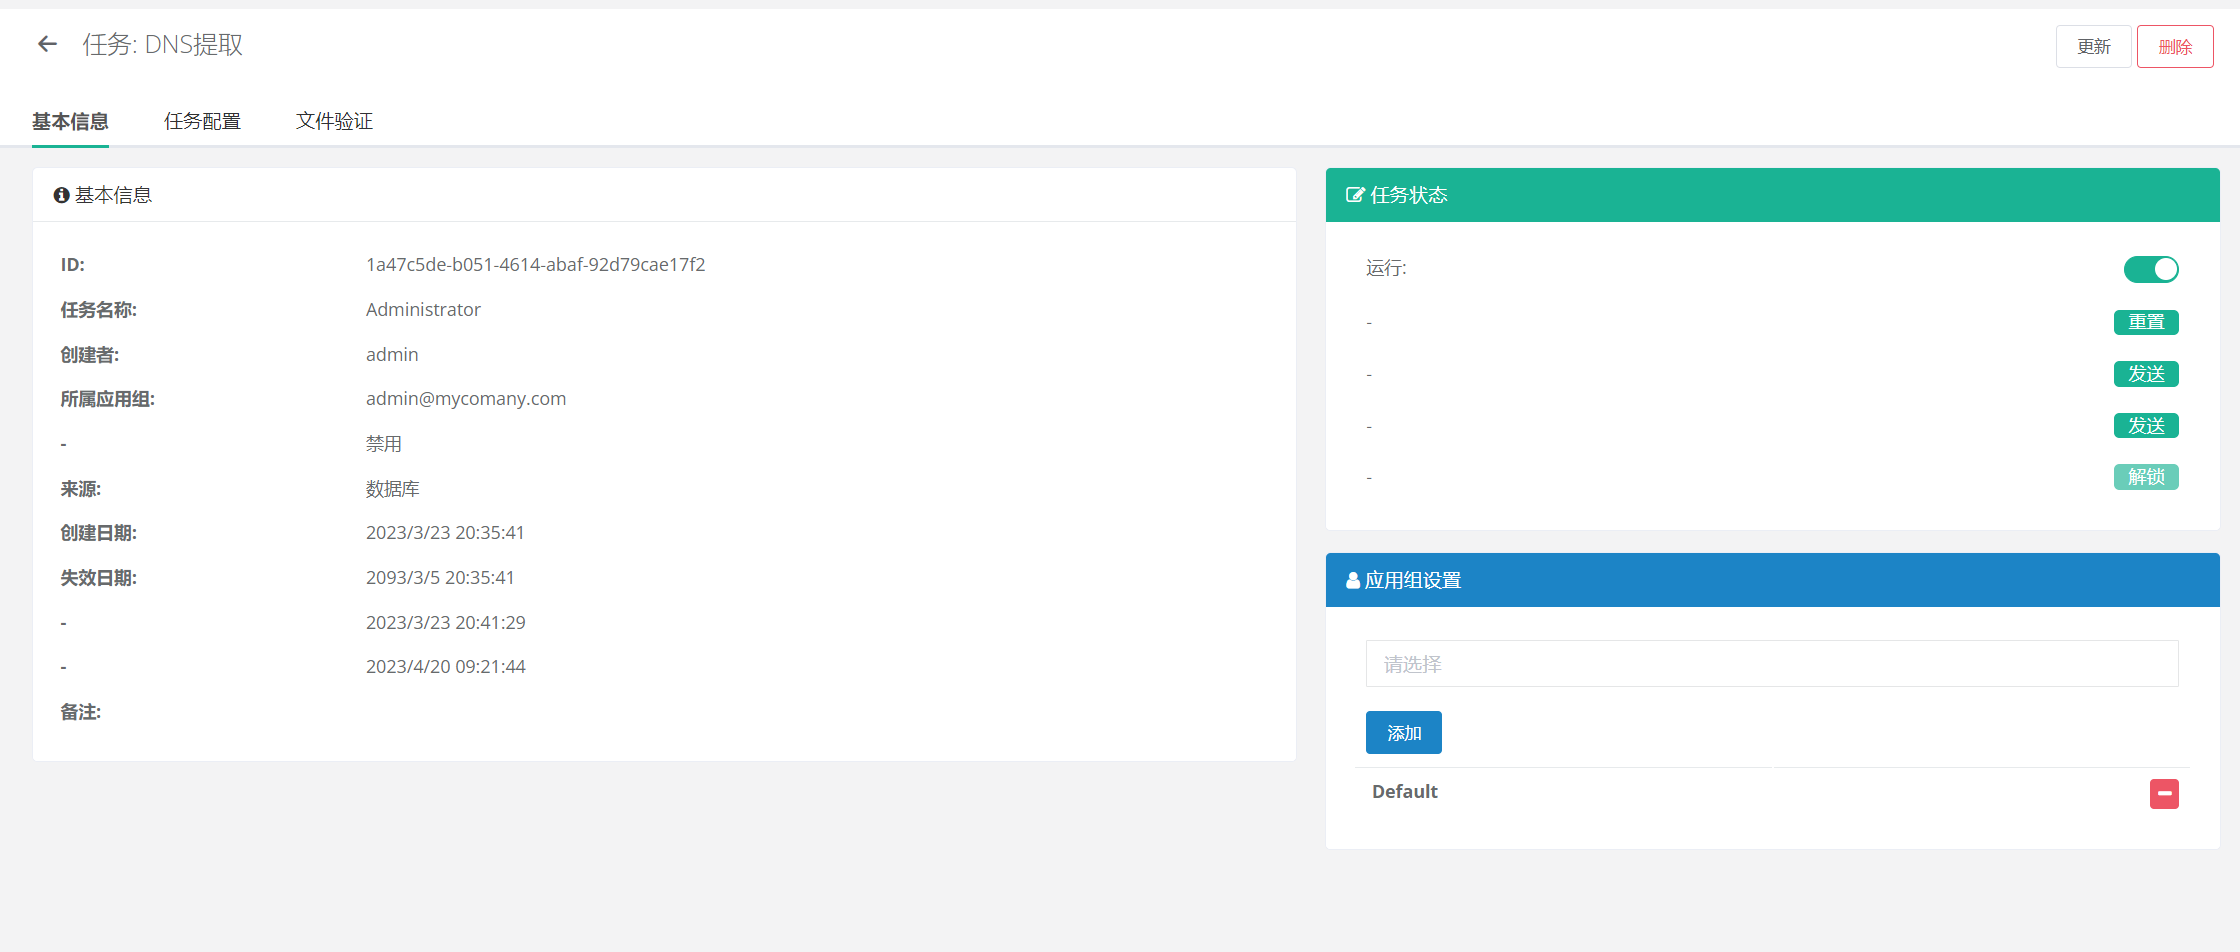 任务: DNS提取
更新 删除
基本信息 任务配置 文件验证
基本信息
ID: 1a47c5de-b051-4614-abaf-92d79cae17f2
任务名称: Administrator
创建者: admin
所属应用组: admin@mycomany.com
- 禁用
来源: 数据库
创建日期: 2023/3/23 20:35:41
失效日期: 2093/3/5 20:35:41
- 2023/3/23 20:41:29
- 2023/4/20 09:21:44
备注:
任务状态
运行:
- 重置
- 发送
- 发送
- 解锁
应用组设置
请选择
添加
Default